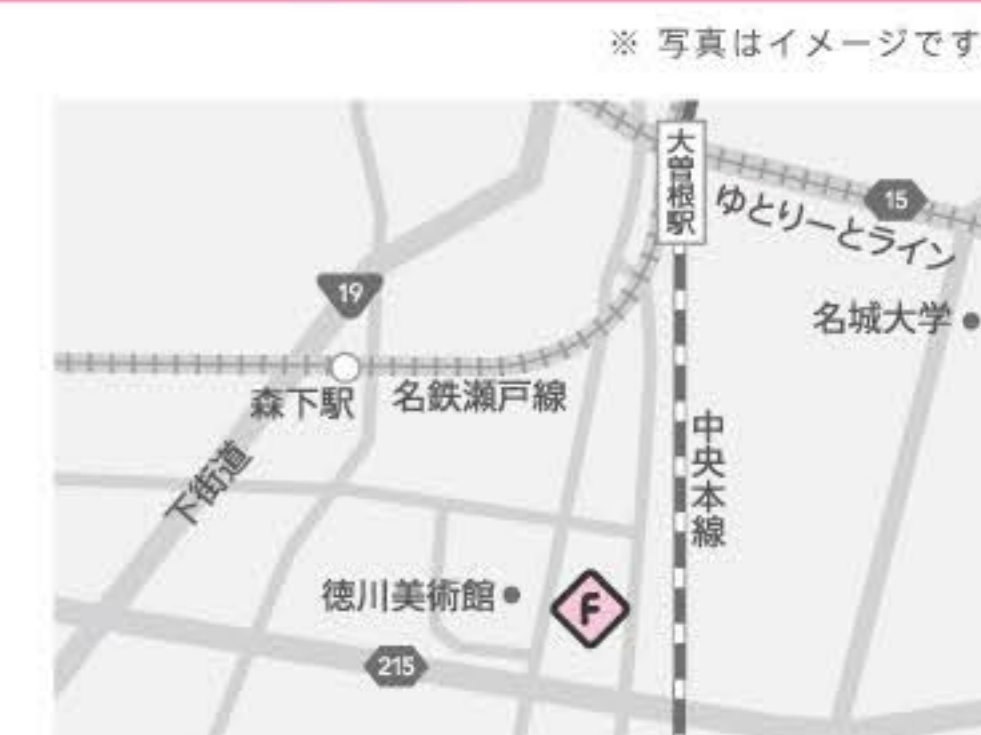 ※ 写真はイメージです
大曽根駅
15
ゆとりーとライン
19
名城大学
森下駅
名鉄瀬戸線
中央本線
下街道
徳川美術館
F
215